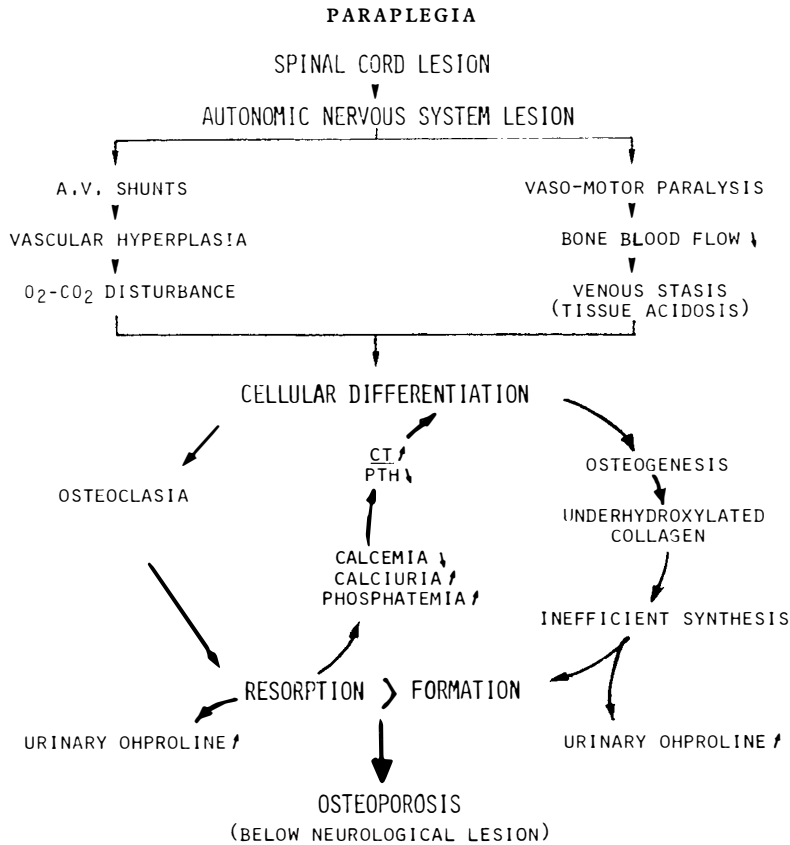 PARAPLEGIA
SPINAL CORD LESION
AUTONOMIC NERVOUS SYSTEM LESION
A.V. SHUNTS
VASO-MOTOR PARALYSIS
VASCULAR HYPERPLASIA
BONE BLOOD FLOW ↓
O₂-CO₂ DISTURBANCE
VENOUS STASIS
(TISSUE ACIDOSIS)
CELLULAR DIFFERENTIATION
CT ↑
PTH ↓
OSTEOGENESIS
OSTEOCLASIA
UNDERHYDROXYLATED
COLLAGEN
CALCEMIA ↓
CALCIURIA ↑
PHOSPHATEMIA ↑
INEFFICIENT SYNTHESIS
RESORPTION > FORMATION
URINARY OHPROLINE ↑
URINARY OHPROLINE ↑
OSTEOPOROSIS
(BELOW NEUROLOGICAL LESION)